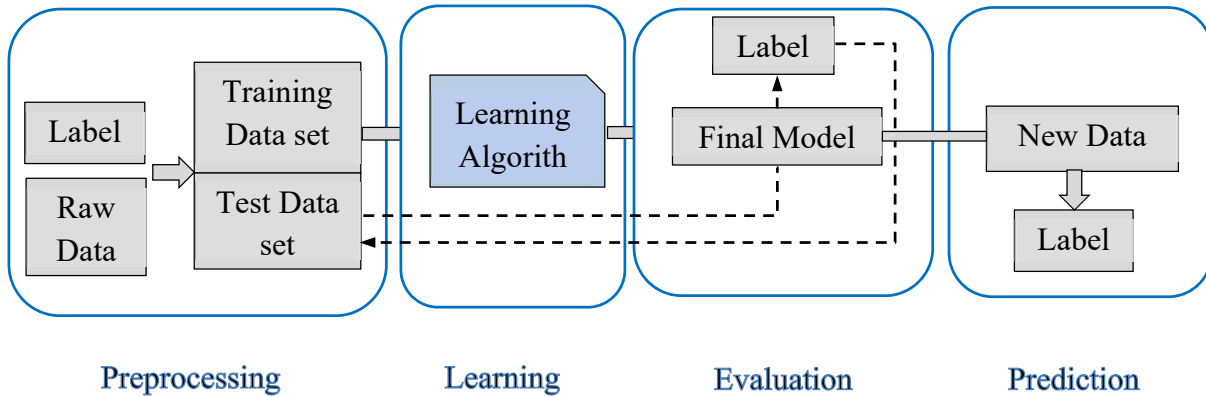 Label
Raw
Data
Training
Data set
Test Data
set
Learning
Algorith
Label
Final Model
New Data
Label
Preprocessing
Learning
Evaluation
Prediction